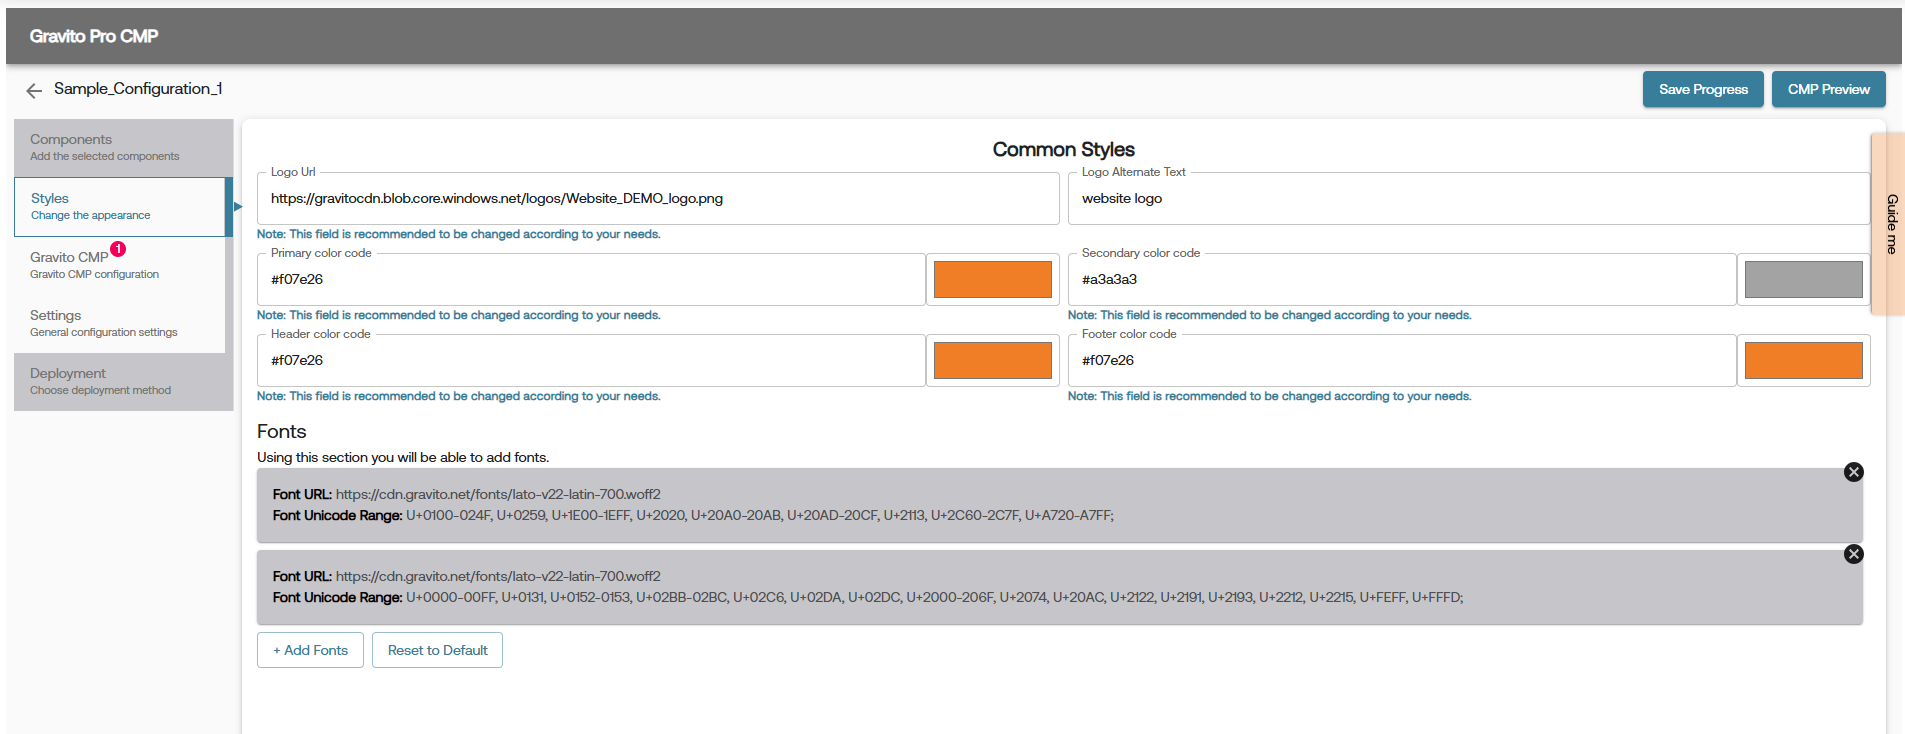 Gravito Pro CMP
Sample_Configuration_1
Save Progress
CMP Preview
Components
Add the selected components
Styles
Change the appearance
Gravito CMP
1
Gravito CMP configuration
Settings
General configuration settings
Deployment
Choose deployment method
Common Styles
Logo Url
https://gravitocdn.blob.core.windows.net/logos/Website_DEMO_logo.png
Note: This field is recommended to be changed according to your needs.
Logo Alternate Text
website logo
Primary color code
#f07e26
Note: This field is recommended to be changed according to your needs.
Secondary color code
#a3a3a3
Note: This field is recommended to be changed according to your needs.
Header color code
#f07e26
Note: This field is recommended to be changed according to your needs.
Footer color code
#f07e26
Note: This field is recommended to be changed according to your needs.
Fonts
Using this section you will be able to add fonts.
Font URL: https://cdn.gravito.net/fonts/lato-v22-latin-700.woff2
Font Unicode Range: U+0100-024F, U+0259, U+1E00-1EFF, U+2020, U+20A0-20AB, U+20AD-20CF, U+2113, U+2C60-2C7F, U+A720-A7FF;
Font URL: https://cdn.gravito.net/fonts/lato-v22-latin-700.woff2
Font Unicode Range: U+0000-00FF, U+0131, U+0152-0153, U+02BB-02BC, U+02C6, U+02DA, U+02DC, U+2000-206F, U+2074, U+20AC, U+2122, U+2191, U+2193, U+2212, U+2215, U+FEFF, U+FFFD;
+ Add Fonts
Reset to Default
Guide me